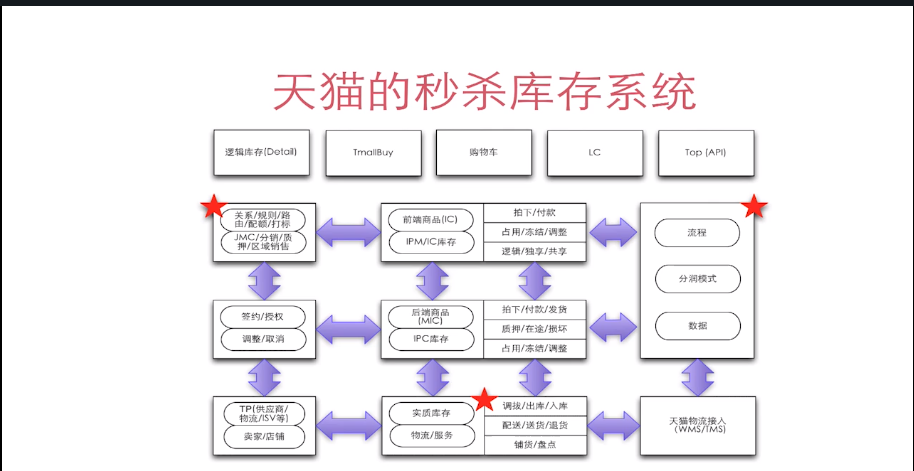 天猫的秒杀库存系统
逻辑库存(Detail)
TmallBuy
购物车
LC
Top (API)
关系/规则/路
由/配额/打标
JMC/分销/质
押/区域销售
前端商品(IC)
IPM/IC库存
拍下/付款
占用/冻结/调整
逻辑/独享/共享
流程
分润模式
数据
签约/授权
调整/取消
后端商品
(MIC)
IPC库存
拍下/付款/发货
质押/在途/损坏
占用/冻结/调整
TP(供应商/
物流/ISV等)
卖家/店铺
实质库存
物流/服务
调拔/出库/入库
配送/送货/退货
铺货/盘点
天猫物流接入
(WMS/TMS)